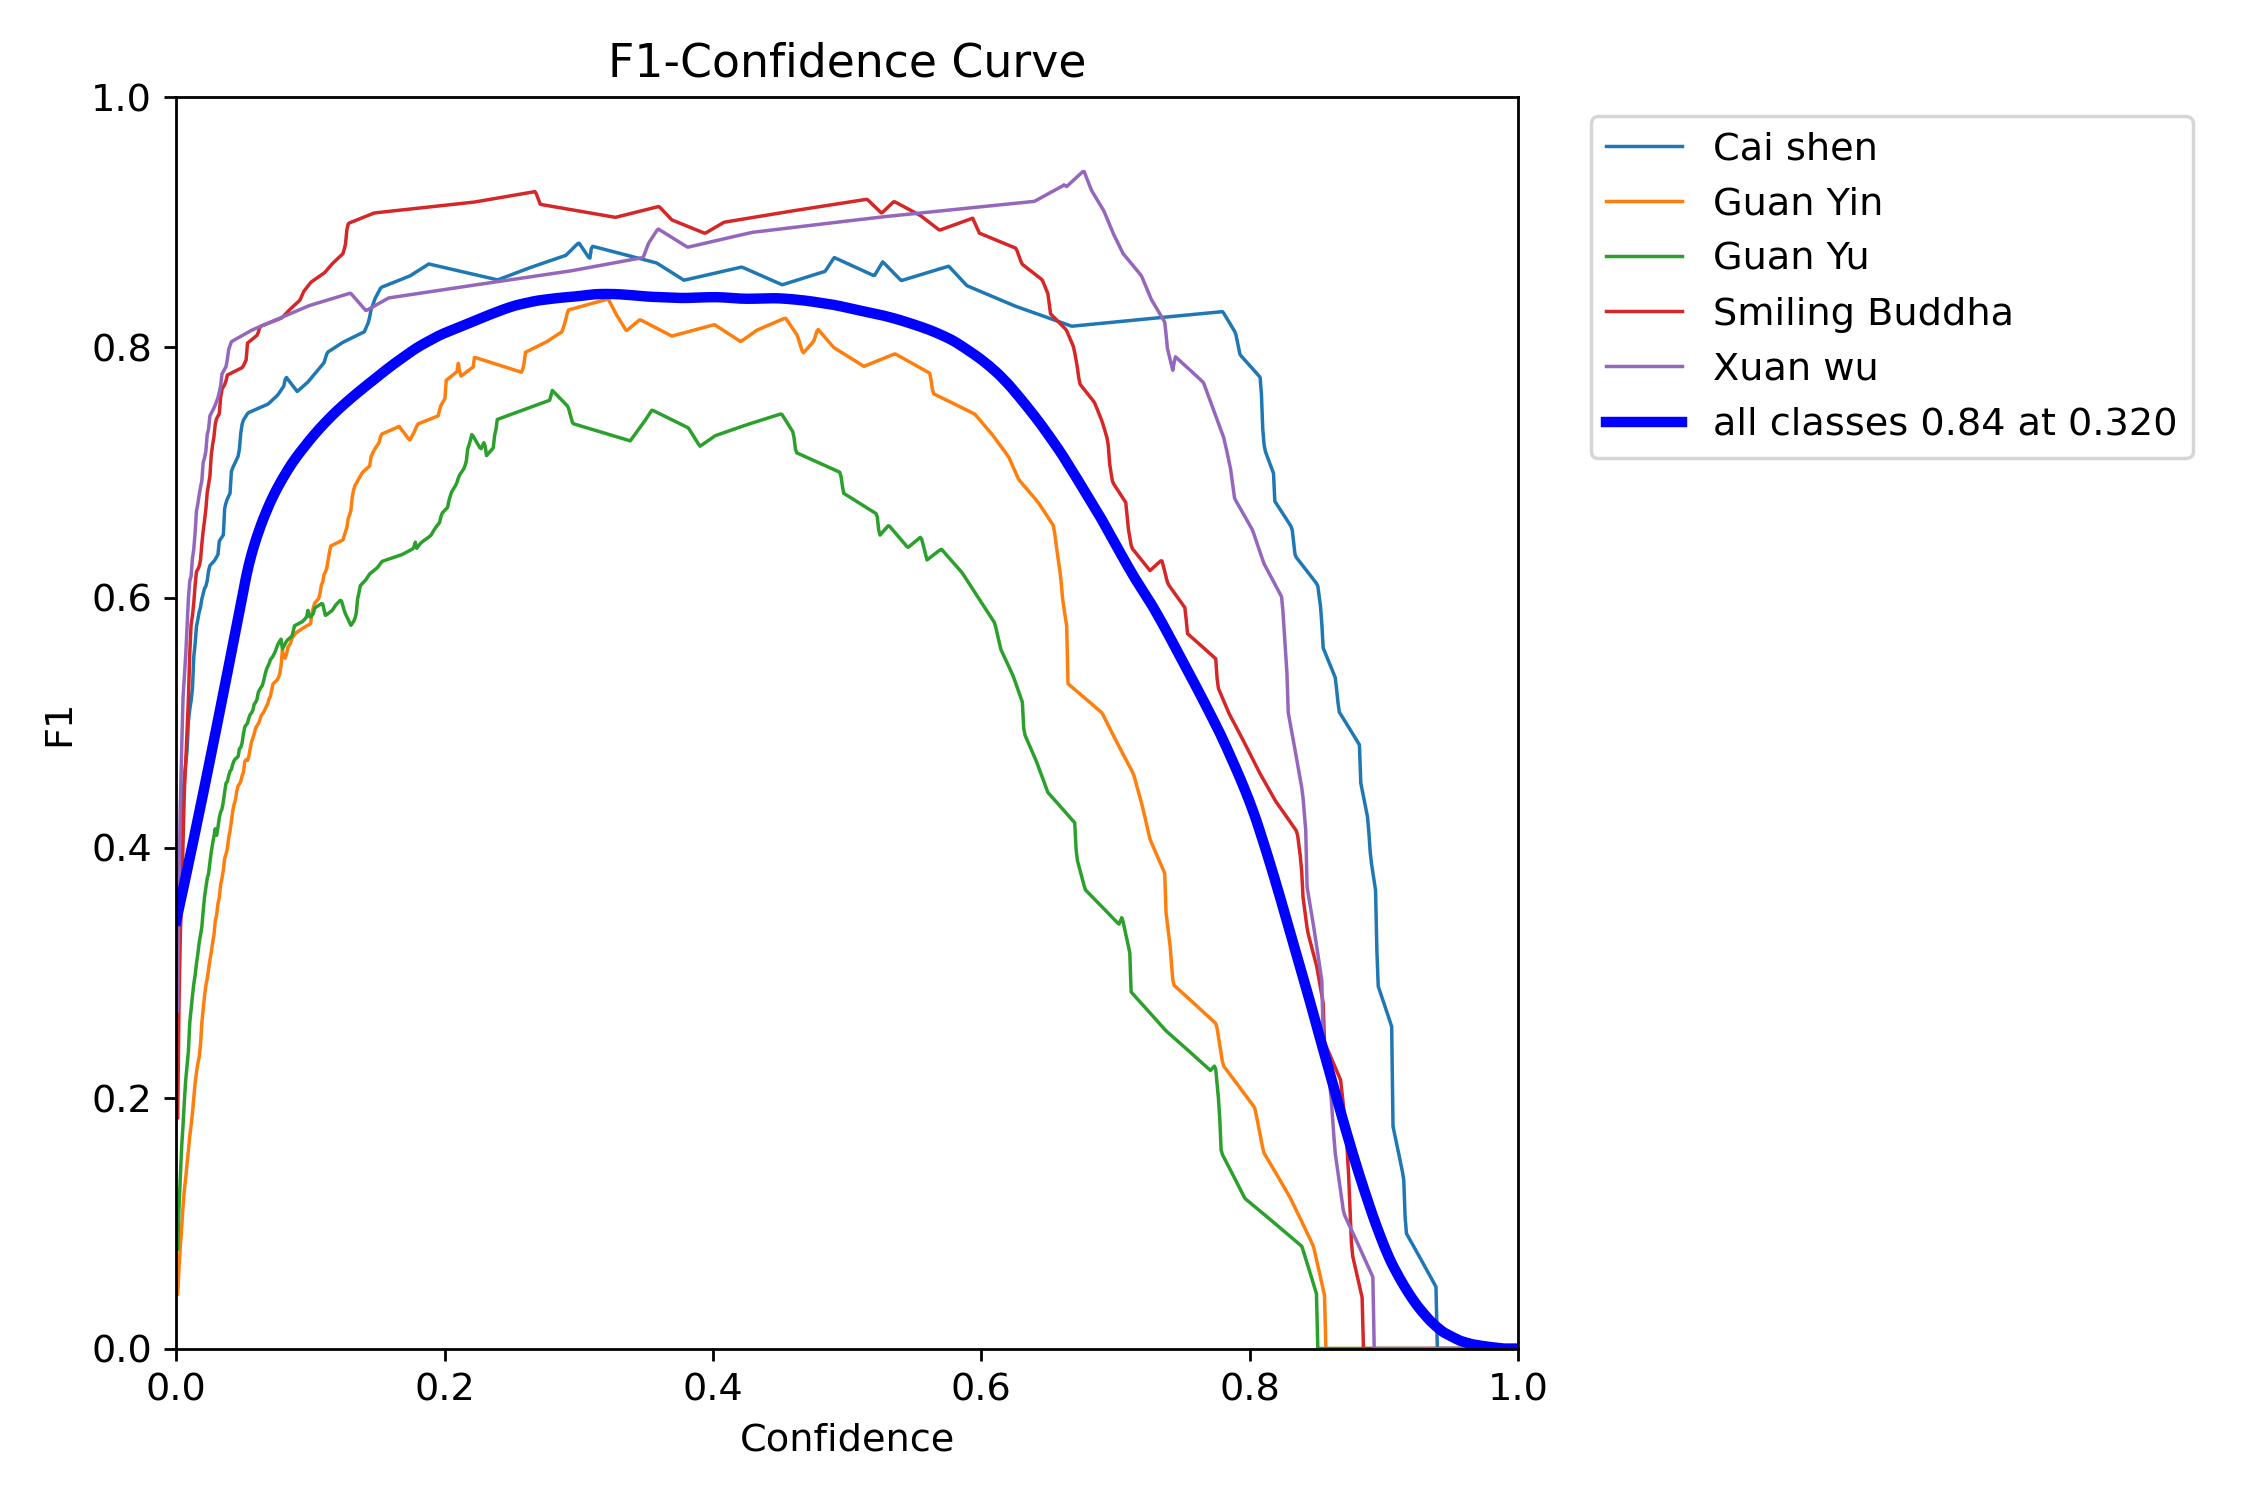 F1-Confidence Curve
1.0
0.8
0.6
0.4
0.2
0.0
F1
0.0 0.2 0.4 0.6 0.8 1.0
Confidence
Cai shen
Guan Yin
Guan Yu
Smiling Buddha
Xuan wu
all classes 0.84 at 0.320